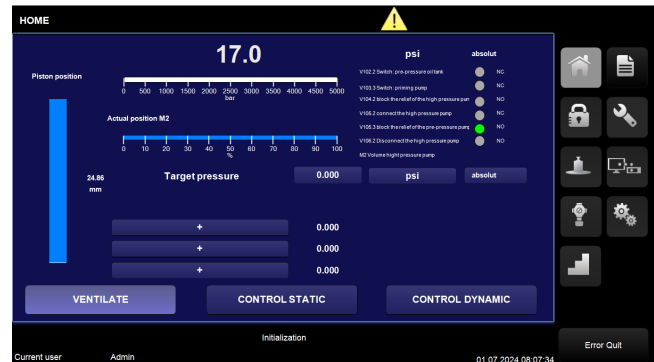 HOME
17.0
psi
absolut
Piston position
0 500 1000 1500 2000 2500 3000 3500 4000 4500 5000
bar
V102.2 Switch: pre-pressure oil tank NC
V103.3 Switch: priming pump NC
V104.2 block the relief of the high pressure pum NO
V105.2 connect the high pressure pump NC
V105.3 block the relief of the pre-pressure pump NO
V106.2 Disconnect the high pressure pump NO
M2 Volume hight pressure pump
Actual position M2
0 10 20 30 40 50 60 70 80 90 100
%
24.86
mm
Target pressure 0.000 psi absolut
+ 0.000
+ 0.000
+ 0.000
VENTILATE CONTROL STATIC CONTROL DYNAMIC
Initialization
Error Quit
Current user Admin 01.07.2024 08:07:34